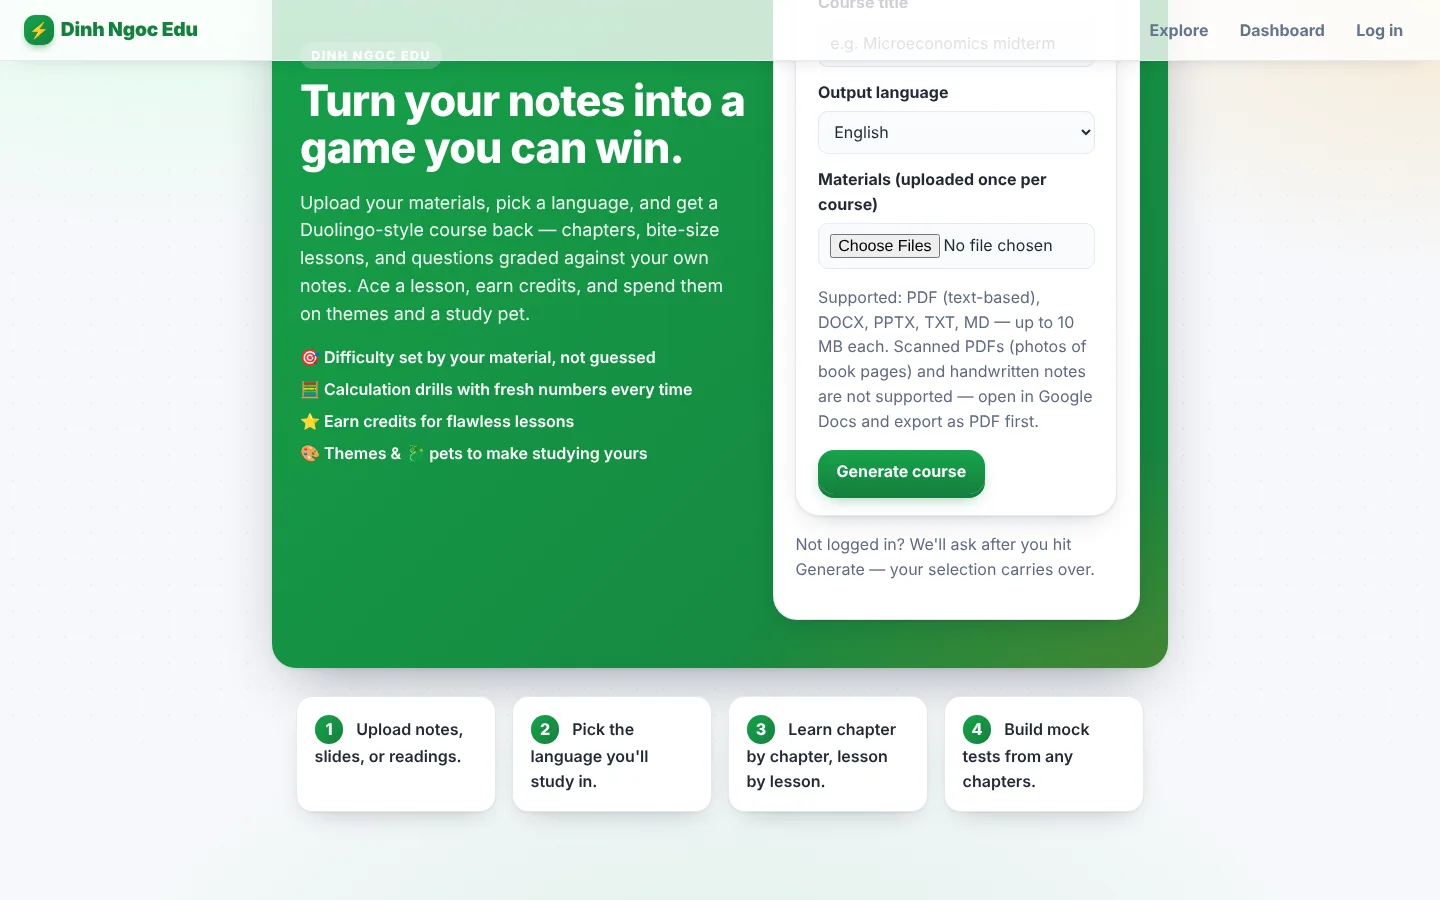 Dinh Ngoc Edu
Explore
Dashboard
Log in
DINH NGOC EDU
Turn your notes into a
game you can win.
Upload your materials, pick a language, and get a
Duolingo-style course back — chapters, bite-size
lessons, and questions graded against your own
notes. Ace a lesson, earn credits, and spend them
on themes and a study pet.
🎯 Difficulty set by your material, not guessed
🧮 Calculation drills with fresh numbers every time
⭐ Earn credits for flawless lessons
🎨 Themes & 🐉 pets to make studying yours
Course title
e.g. Microeconomics midterm
Output language
English
Materials (uploaded once per
course)
Choose Files No file chosen
Supported: PDF (text-based),
DOCX, PPTX, TXT, MD — up to 10
MB each. Scanned PDFs (photos of
book pages) and handwritten notes
are not supported — open in Google
Docs and export as PDF first.
Generate course
Not logged in? We'll ask after you hit
Generate — your selection carries over.
1 Upload notes,
slides, or readings.
2 Pick the
language you'll
study in.
3 Learn chapter
by chapter, lesson
by lesson.
4 Build mock
tests from any
chapters.